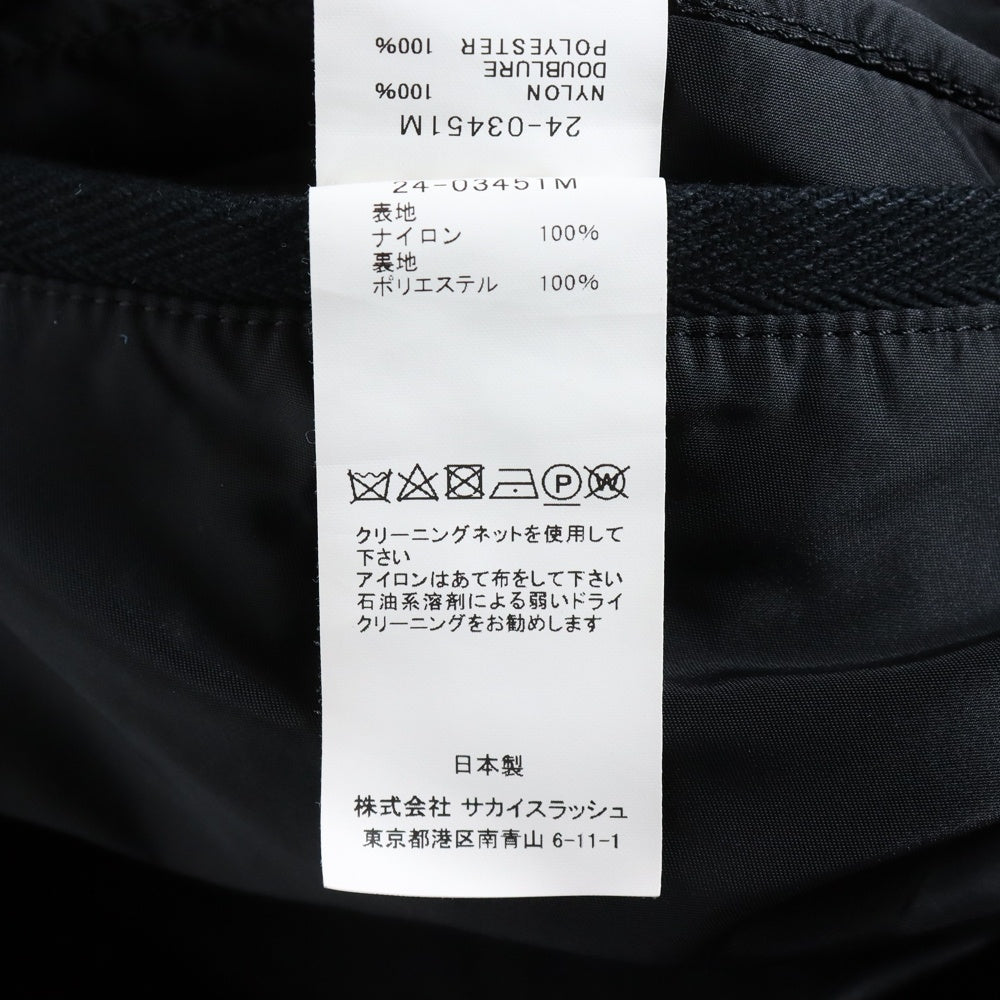 POLYESTER 100%
DOUBLURE
NYLON 100%
24-03451M
24-03451M
表地
ナイロン 100%
裏地
ポリエステル 100%
P W
クリーニングネットを使用して
下さい
アイロンはあて布をして下さい
石油系溶剤による弱いドライ
クリーニングをお勧めします
日本製
株式会社 サカイスラッシュ
東京都港区南青山 6-11-1